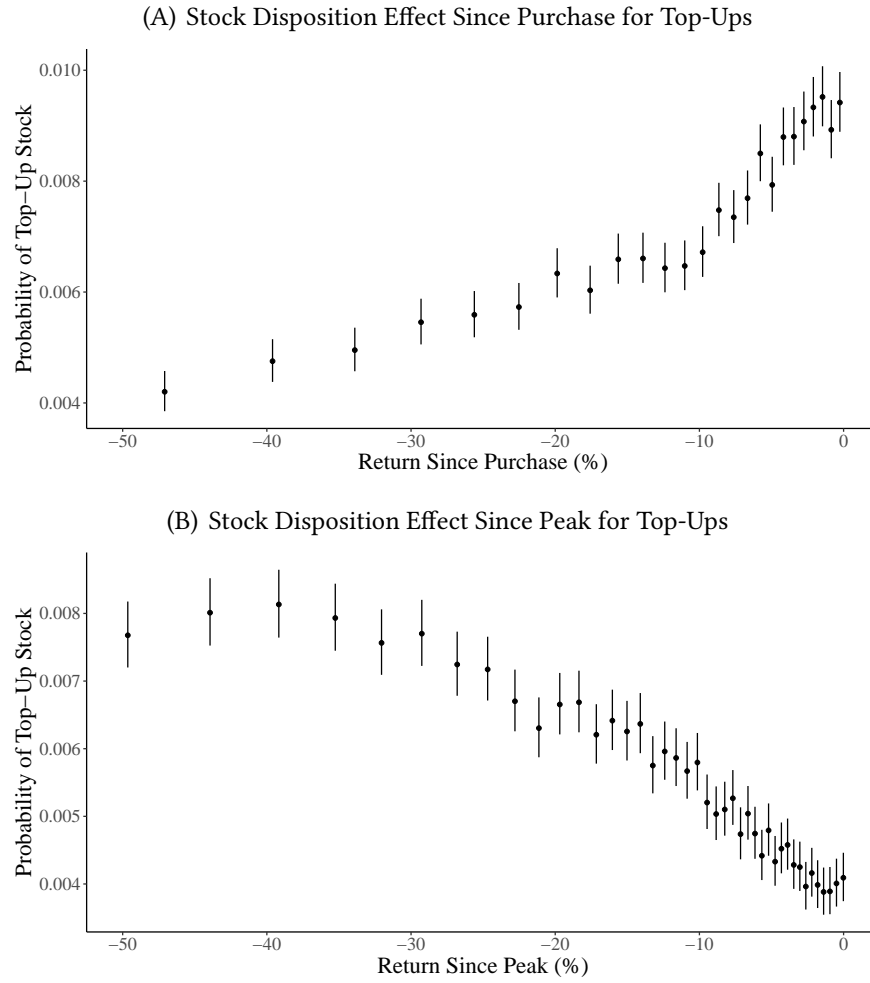 (A) Stock Disposition Effect Since Purchase for Top-Ups
Probability of Top−Up Stock
0.010
0.008
0.006
0.004
−50 −40 −30 −20 −10 0
Return Since Purchase (%)
(B) Stock Disposition Effect Since Peak for Top-Ups
Probability of Top−Up Stock
0.008
0.007
0.006
0.005
0.004
−50 −40 −30 −20 −10 0
Return Since Peak (%)